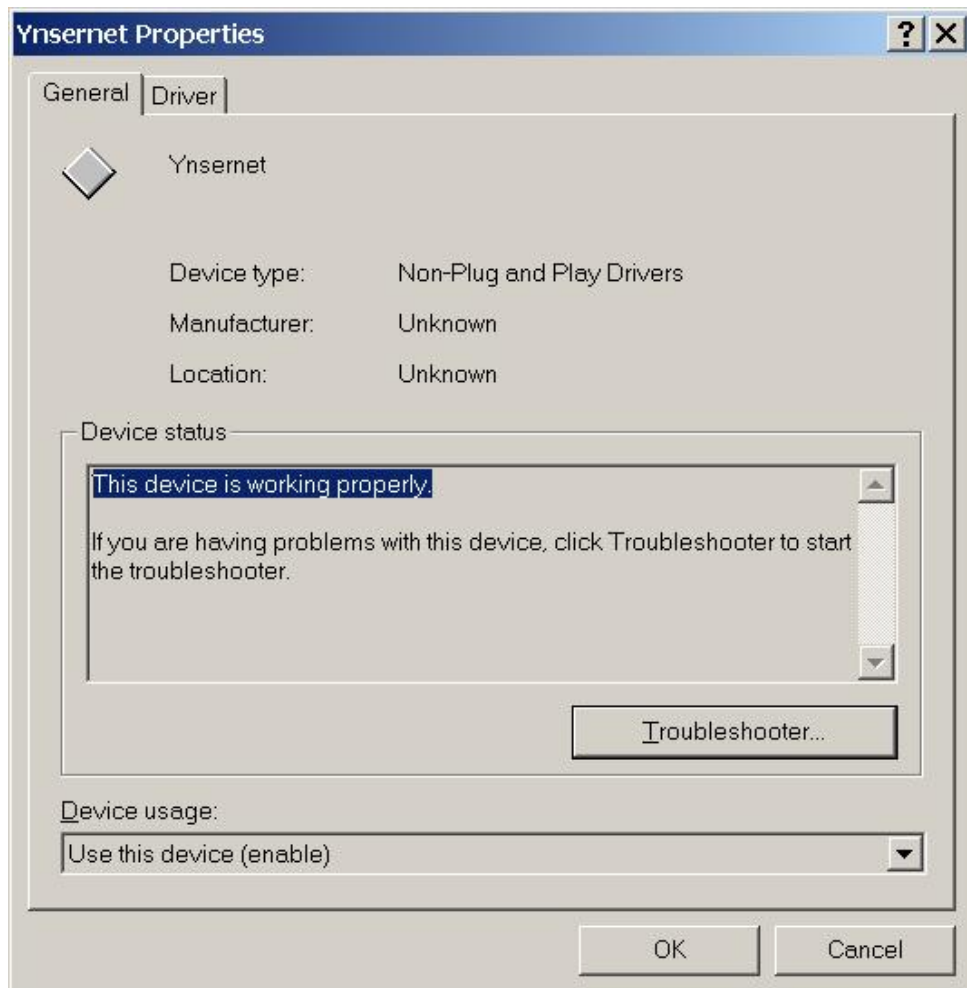 Ynsernet Properties
General Driver
Ynsernet
Device type: Non-Plug and Play Drivers
Manufacturer: Unknown
Location: Unknown
Device status
This device is working properly.
If you are having problems with this device, click Troubleshooter to start
the troubleshooter.
Troubleshooter...
Device usage:
Use this device (enable)
OK Cancel